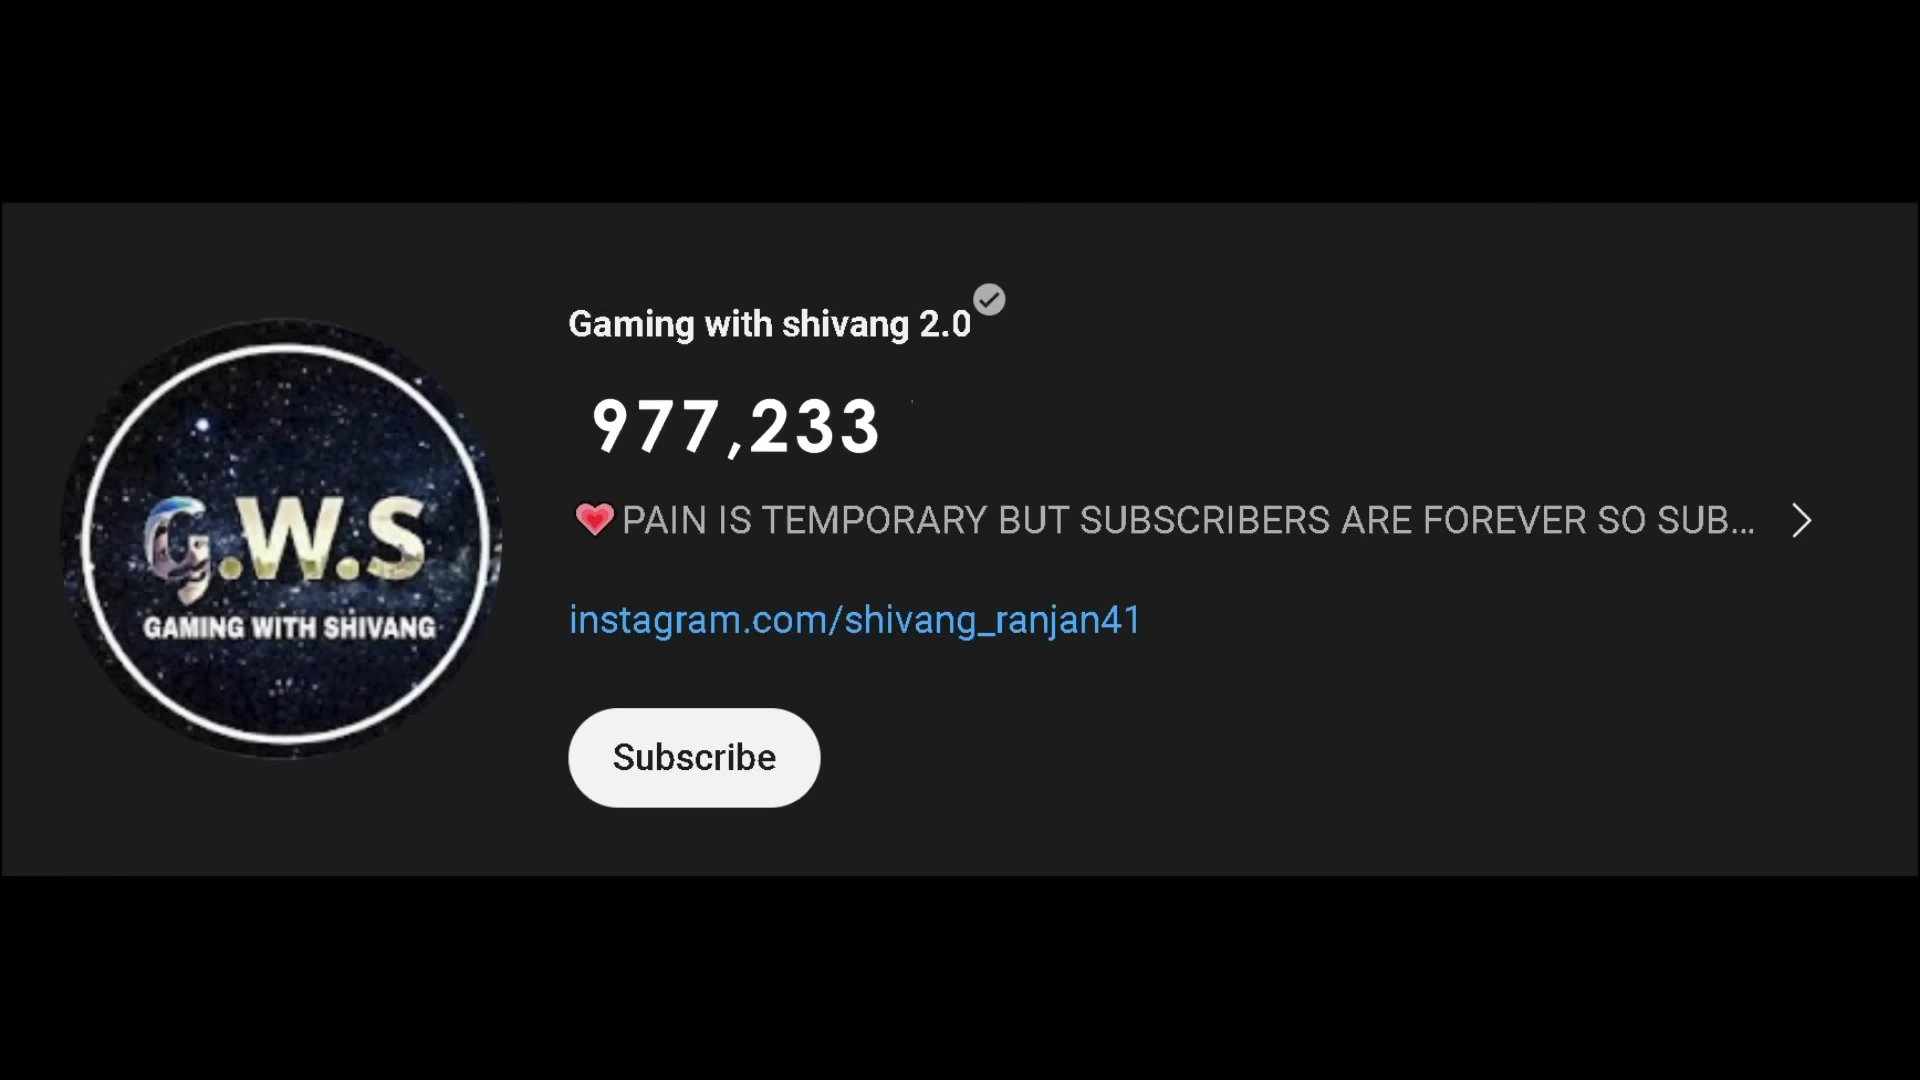 G.W.S
GAMING WITH SHIVANG
Gaming with shivang 2.0
977,233
PAIN IS TEMPORARY BUT SUBSCRIBERS ARE FOREVER SO SUB...
instagram.com/shivang_ranjan41
Subscribe